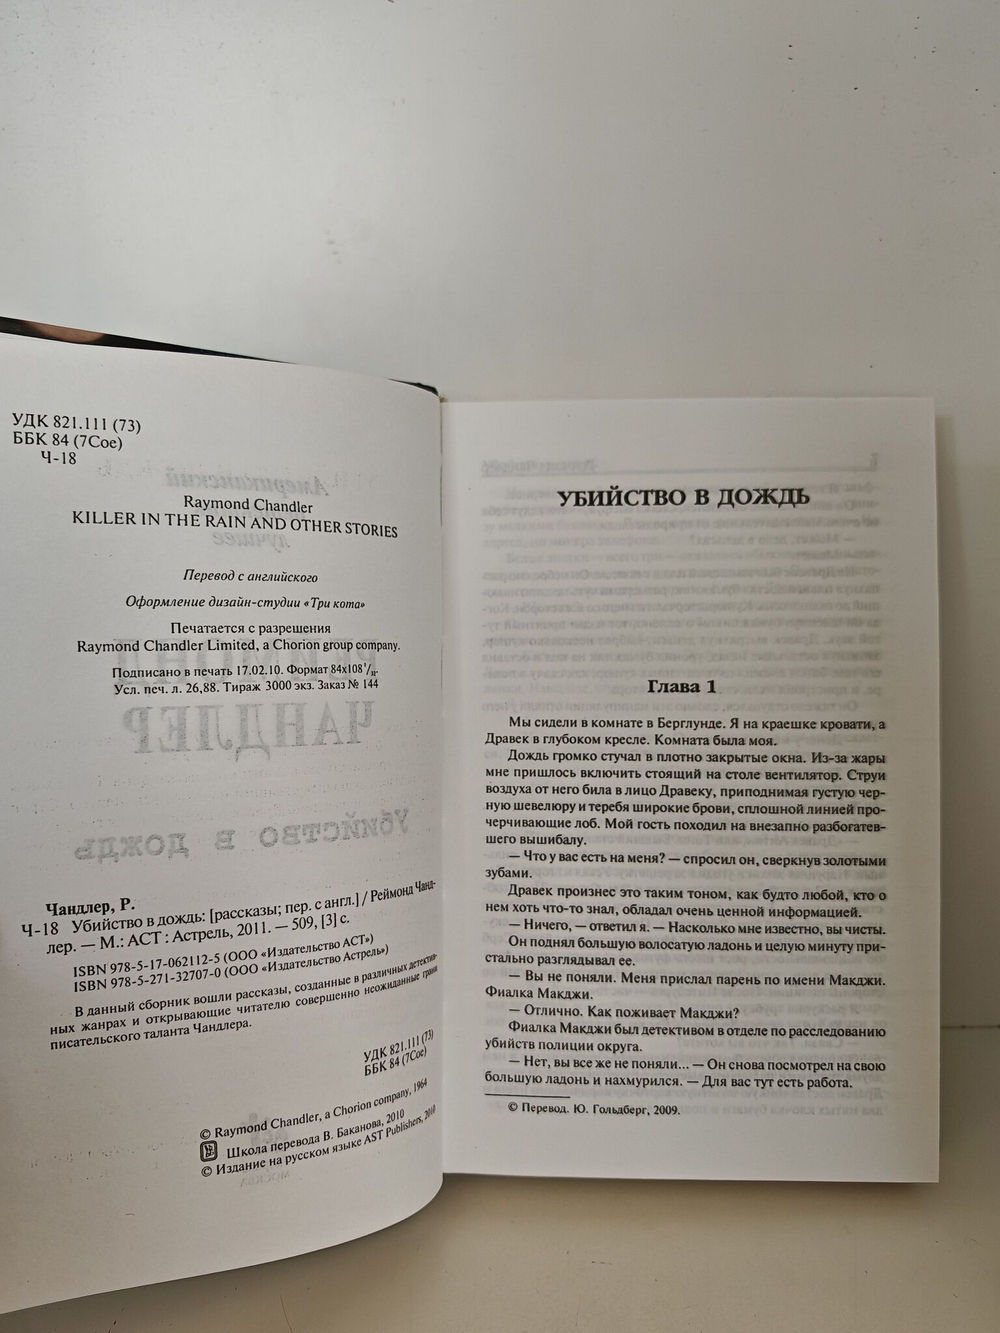 УДК 821.111 (73)
ББК 84 (7Сое)
Ч-18
Raymond Chandler
KILLER IN THE RAIN AND OTHER STORIES
Перевод с английского
Оформление дизайн-студии «Три кота»
Печатается с разрешения
Raymond Chandler Limited, a Chorion group company.
Подписано в печать 17.02.10. Формат 84x108 1/32.
Усл. печ. л. 26,88. Тираж 3000 экз. Заказ № 144
Чандлер, Р.
Ч-18 Убийство в дождь: [рассказы; пер. с англ.] / Реймонд Чанд-
лер. — М.: АСТ : Астрель, 2011. — 509, [3] с.
ISBN 978-5-17-062112-5 (ООО «Издательство АСТ»)
ISBN 978-5-271-32707-0 (ООО «Издательство Астрель»)
В данный сборник вошли рассказы, созданные в различных детектив-
ных жанрах и открывающие читателю совершенно неожиданные грани
писательского таланта Чандлера.
УДК 821.111 (73)
ББК 84 (7Сое)
© Raymond Chandler, a Chorion company, 1964
Школа перевода В. Баканова, 2010
© Издание на русском языке AST Publishers, 2010
УБИЙСТВО В ДОЖДЬ
Глава 1
Мы сидели в комнате в Берглунде. Я на краешке кровати, а
Дравек в глубоком кресле. Комната была моя.
Дождь громко стучал в плотно закрытые окна. Из-за жары
мне пришлось включить стоящий на столе вентилятор. Струи
воздуха от него била в лицо Дравеку, приподнимая густую чер-
ную шевелюру и теребя широкие брови, сплошной линией про-
черчивающие лоб. Мой гость походил на внезапно разбогатев-
шего вышибалу.
— Что у вас есть на меня? — спросил он, сверкнув золотыми
зубами.
Дравек произнес это таким тоном, как будто любой, кто о
нем хоть что-то знал, обладал очень ценной информацией.
— Ничего, — ответил я. — Насколько мне известно, вы чисты.
Он поднял большую волосатую ладонь и целую минуту при-
стально разглядывал ее.
— Вы не поняли. Меня прислал парень по имени Макджи.
Фиалка Макджи.
— Отлично. Как поживает Макджи?
Фиалка Макджи был детективом в отделе по расследованию
убийств полиции округа.
— Нет, вы все же не поняли... — Он снова посмотрел на свою
большую ладонь и нахмурился. — Для вас тут есть работа.
© Перевод. Ю. Гольдберг, 2009.